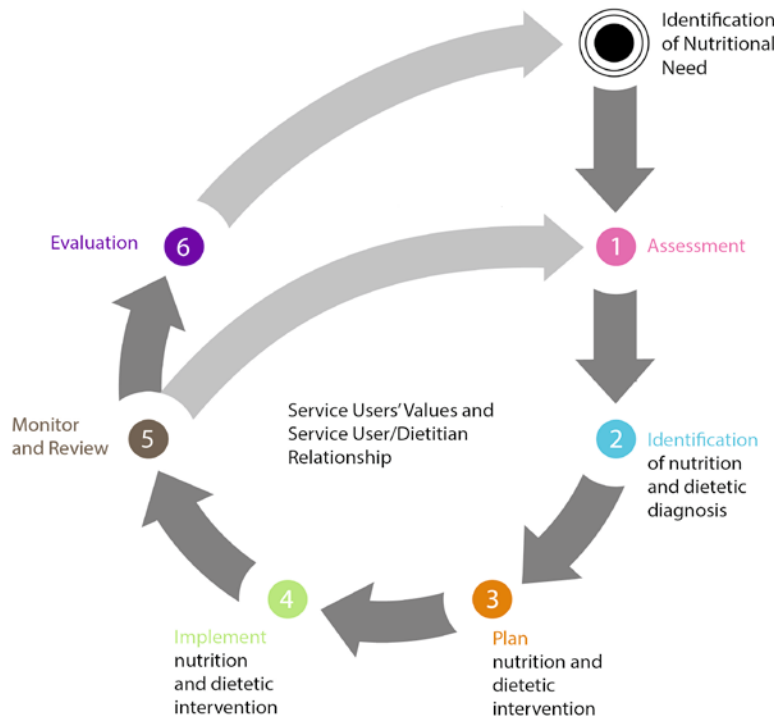 Identification
of Nutritional
Need
1
Assessment
2
Identification
of nutrition
and dietetic
diagnosis
3
Plan
nutrition and
dietetic
intervention
4
Implement
nutrition
and dietetic
intervention
5
Monitor
and Review
6
Evaluation
Service Users' Values and
Service User/Dietitian
Relationship